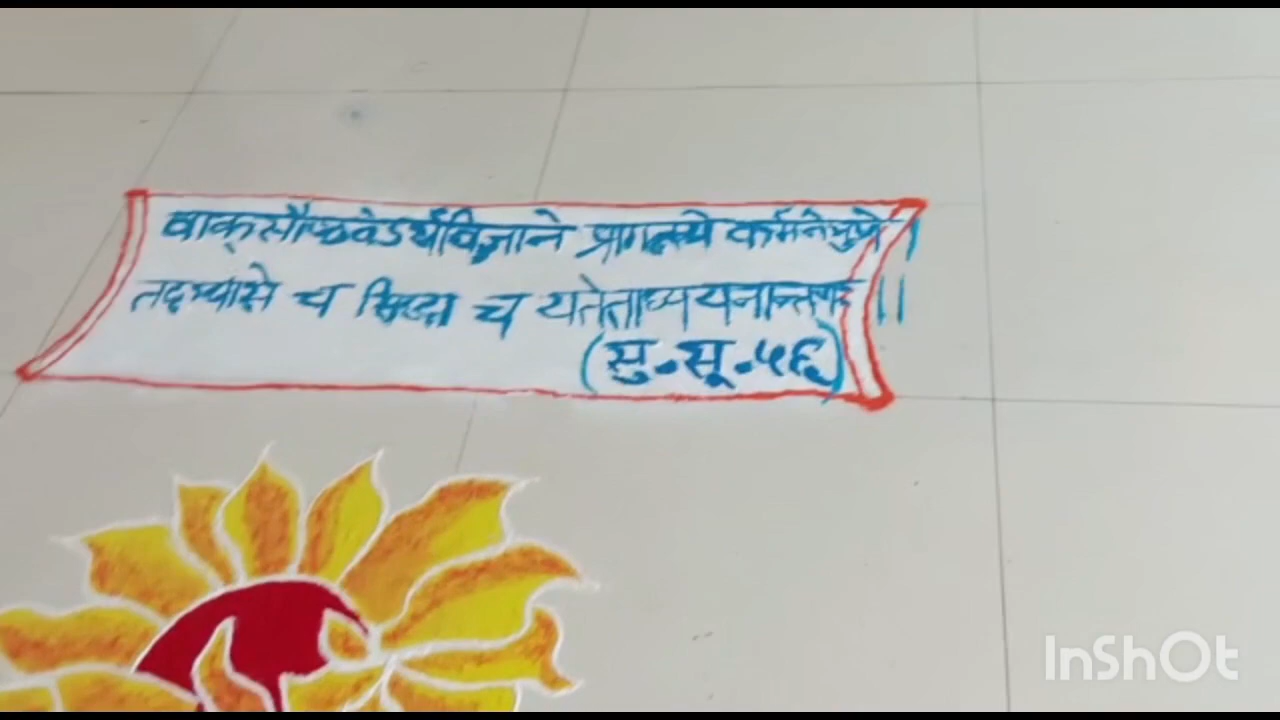 वाक्सौष्ठवेऽर्थविज्ञाने प्रागल्भ्ये कर्मनैपुणे ।
तदभ्यासे च सिद्धौ च यतेताध्ययनान्तगः ||
(सु.सू.५६)
InShOt